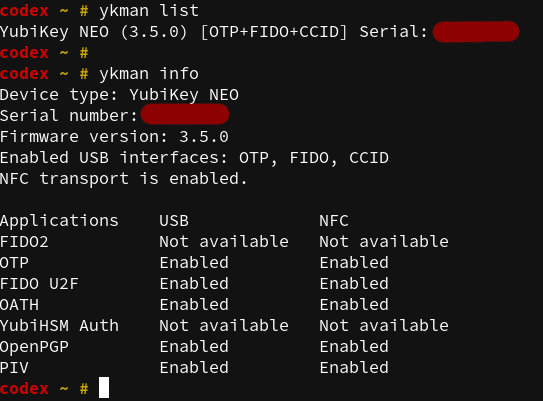 codex ~ # ykman list
YubiKey NEO (3.5.0) [OTP+FIDO+CCID] Serial:
codex ~ #
codex ~ # ykman info
Device type: YubiKey NEO
Serial number:
Firmware version: 3.5.0
Enabled USB interfaces: OTP, FIDO, CCID
NFC transport is enabled.
Applications USB NFC
FIDO2 Not available Not available
OTP Enabled Enabled
FIDO U2F Enabled Enabled
OATH Enabled Enabled
YubiHSM Auth Not available Not available
OpenPGP Enabled Enabled
PIV Enabled Enabled
codex ~ #